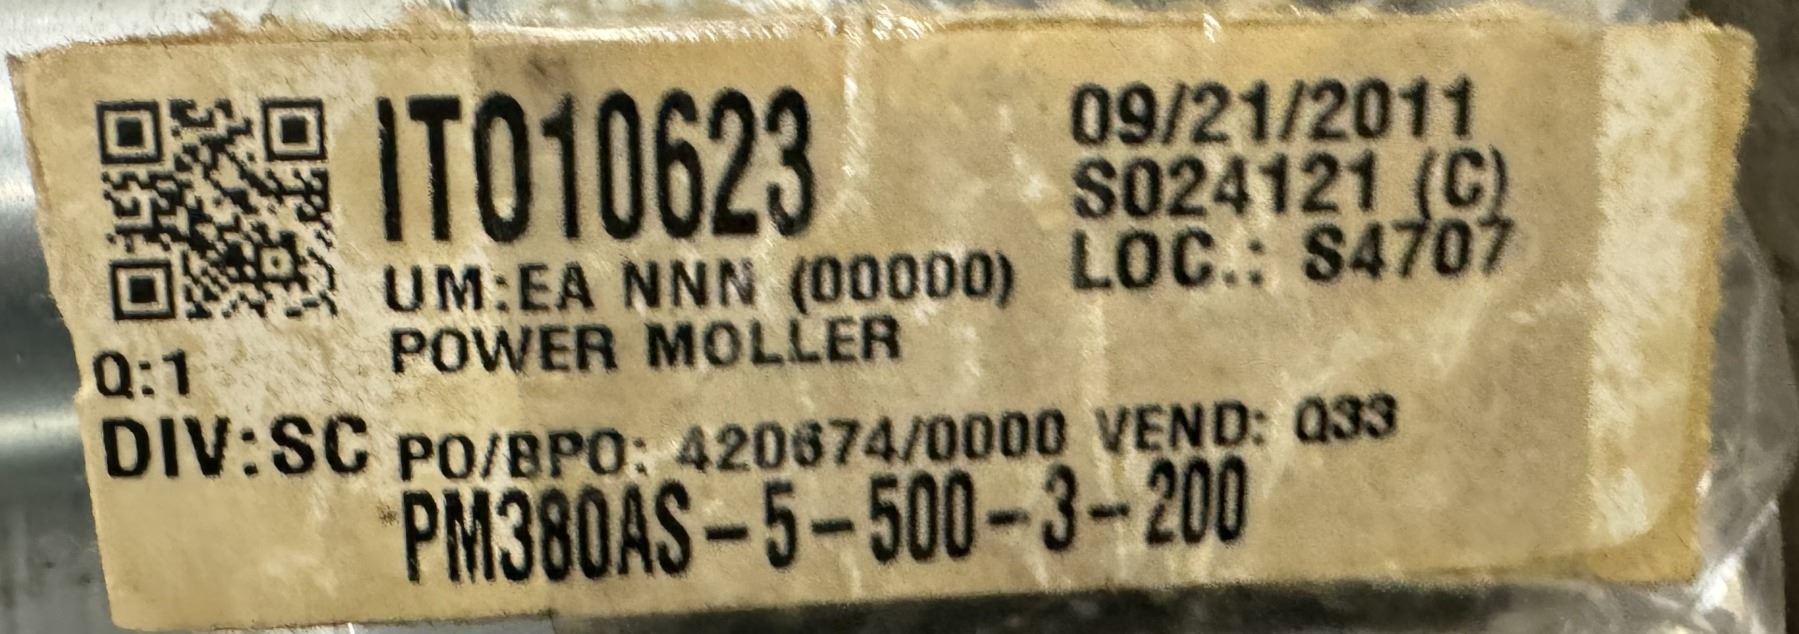 IT010623
09/21/2011
S024121 (C)
LOC.: S4707
UM:EA NNN (00000)
POWER MOLLER
Q:1
DIV:SC PO/BPO: 420674/0000 VEND: Q33
PM380AS-5-500-3-200